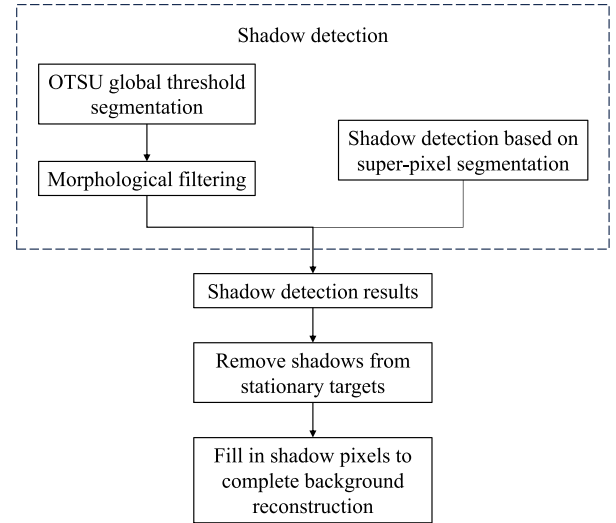 Shadow detection
OTSU global threshold
segmentation
Morphological filtering
Shadow detection based on
super-pixel segmentation
Shadow detection results
Remove shadows from
stationary targets
Fill in shadow pixels to
complete background
reconstruction